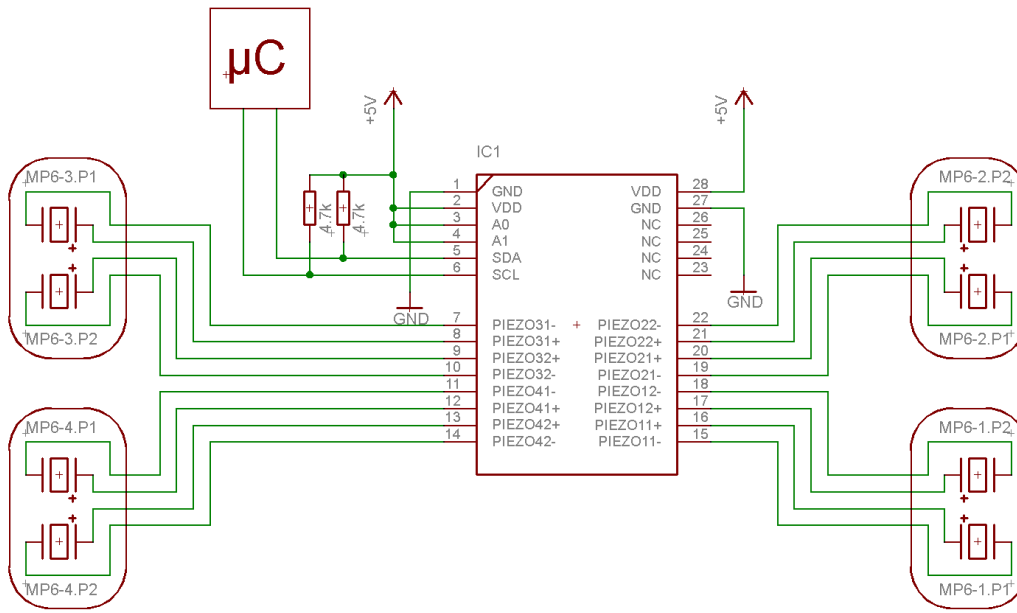 µC
+5V
+5V
IC1
MP6-3.P1
MP6-2.P2
4.7k
4.7k
1 GND
2 VDD
3 A0
4 A1
5 SDA
6 SCL
VDD 28
GND 27
NC 26
NC 25
NC 24
NC 23
GND
GND
MP6-3.P2
MP6-2.P1
7 PIEZO31-
8 PIEZO31+
9 PIEZO32+
10 PIEZO32-
11 PIEZO41-
12 PIEZO41+
13 PIEZO42+
14 PIEZO42-
PIEZO22- 22
PIEZO22+ 21
PIEZO21+ 20
PIEZO21- 19
PIEZO12- 18
PIEZO12+ 17
PIEZO11+ 16
PIEZO11- 15
MP6-4.P1
MP6-1.P2
MP6-4.P2
MP6-1.P1